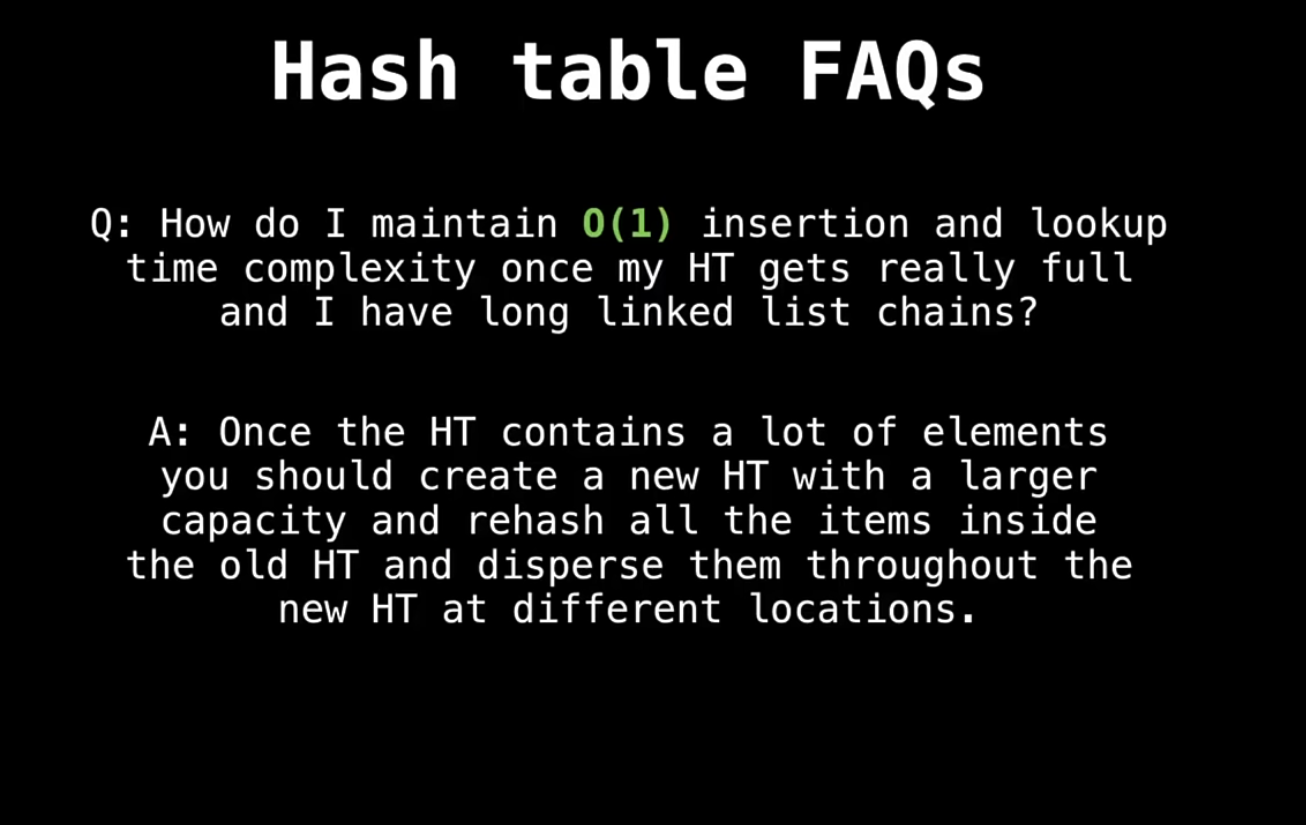 Hash table FAQs
Q: How do I maintain O(1) insertion and lookup
time complexity once my HT gets really full
and I have long linked list chains?
A: Once the HT contains a lot of elements
you should create a new HT with a larger
capacity and rehash all the items inside
the old HT and disperse them throughout the
new HT at different locations.